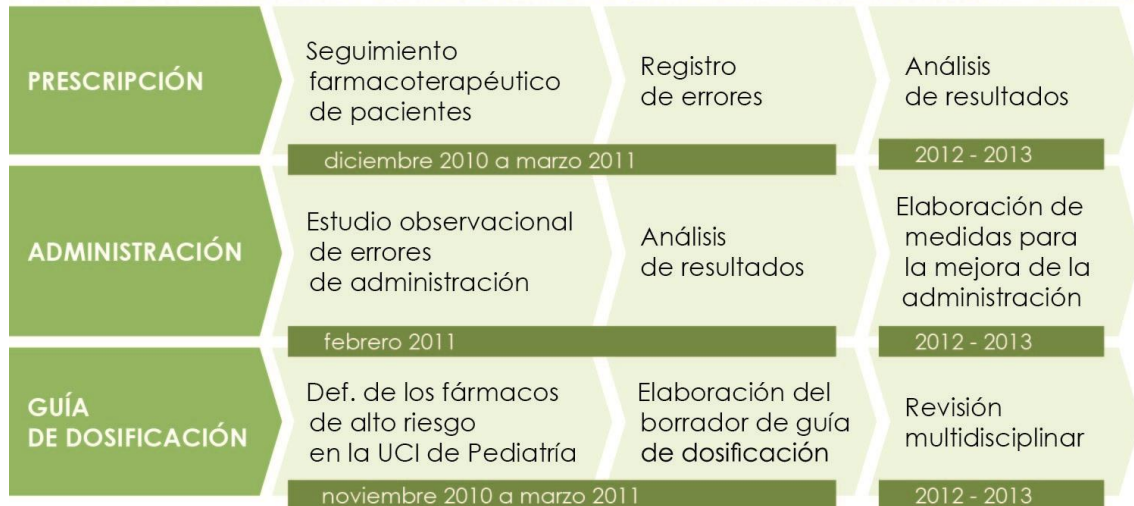 PRESCRIPCIÓN
Seguimiento
farmacoterapéutico
de pacientes
Registro
de errores
Análisis
de resultados
diciembre 2010 a marzo 2011
2012 - 2013
ADMINISTRACIÓN
Estudio observacional
de errores
de administración
Análisis
de resultados
Elaboración de
medidas para
la mejora de la
administración
febrero 2011
2012 - 2013
GUÍA
DE DOSIFICACIÓN
Def. de los fármacos
de alto riesgo
en la UCI de Pediatría
Elaboración del
borrador de guía
de dosificación
Revisión
multidisciplinar
noviembre 2010 a marzo 2011
2012 - 2013